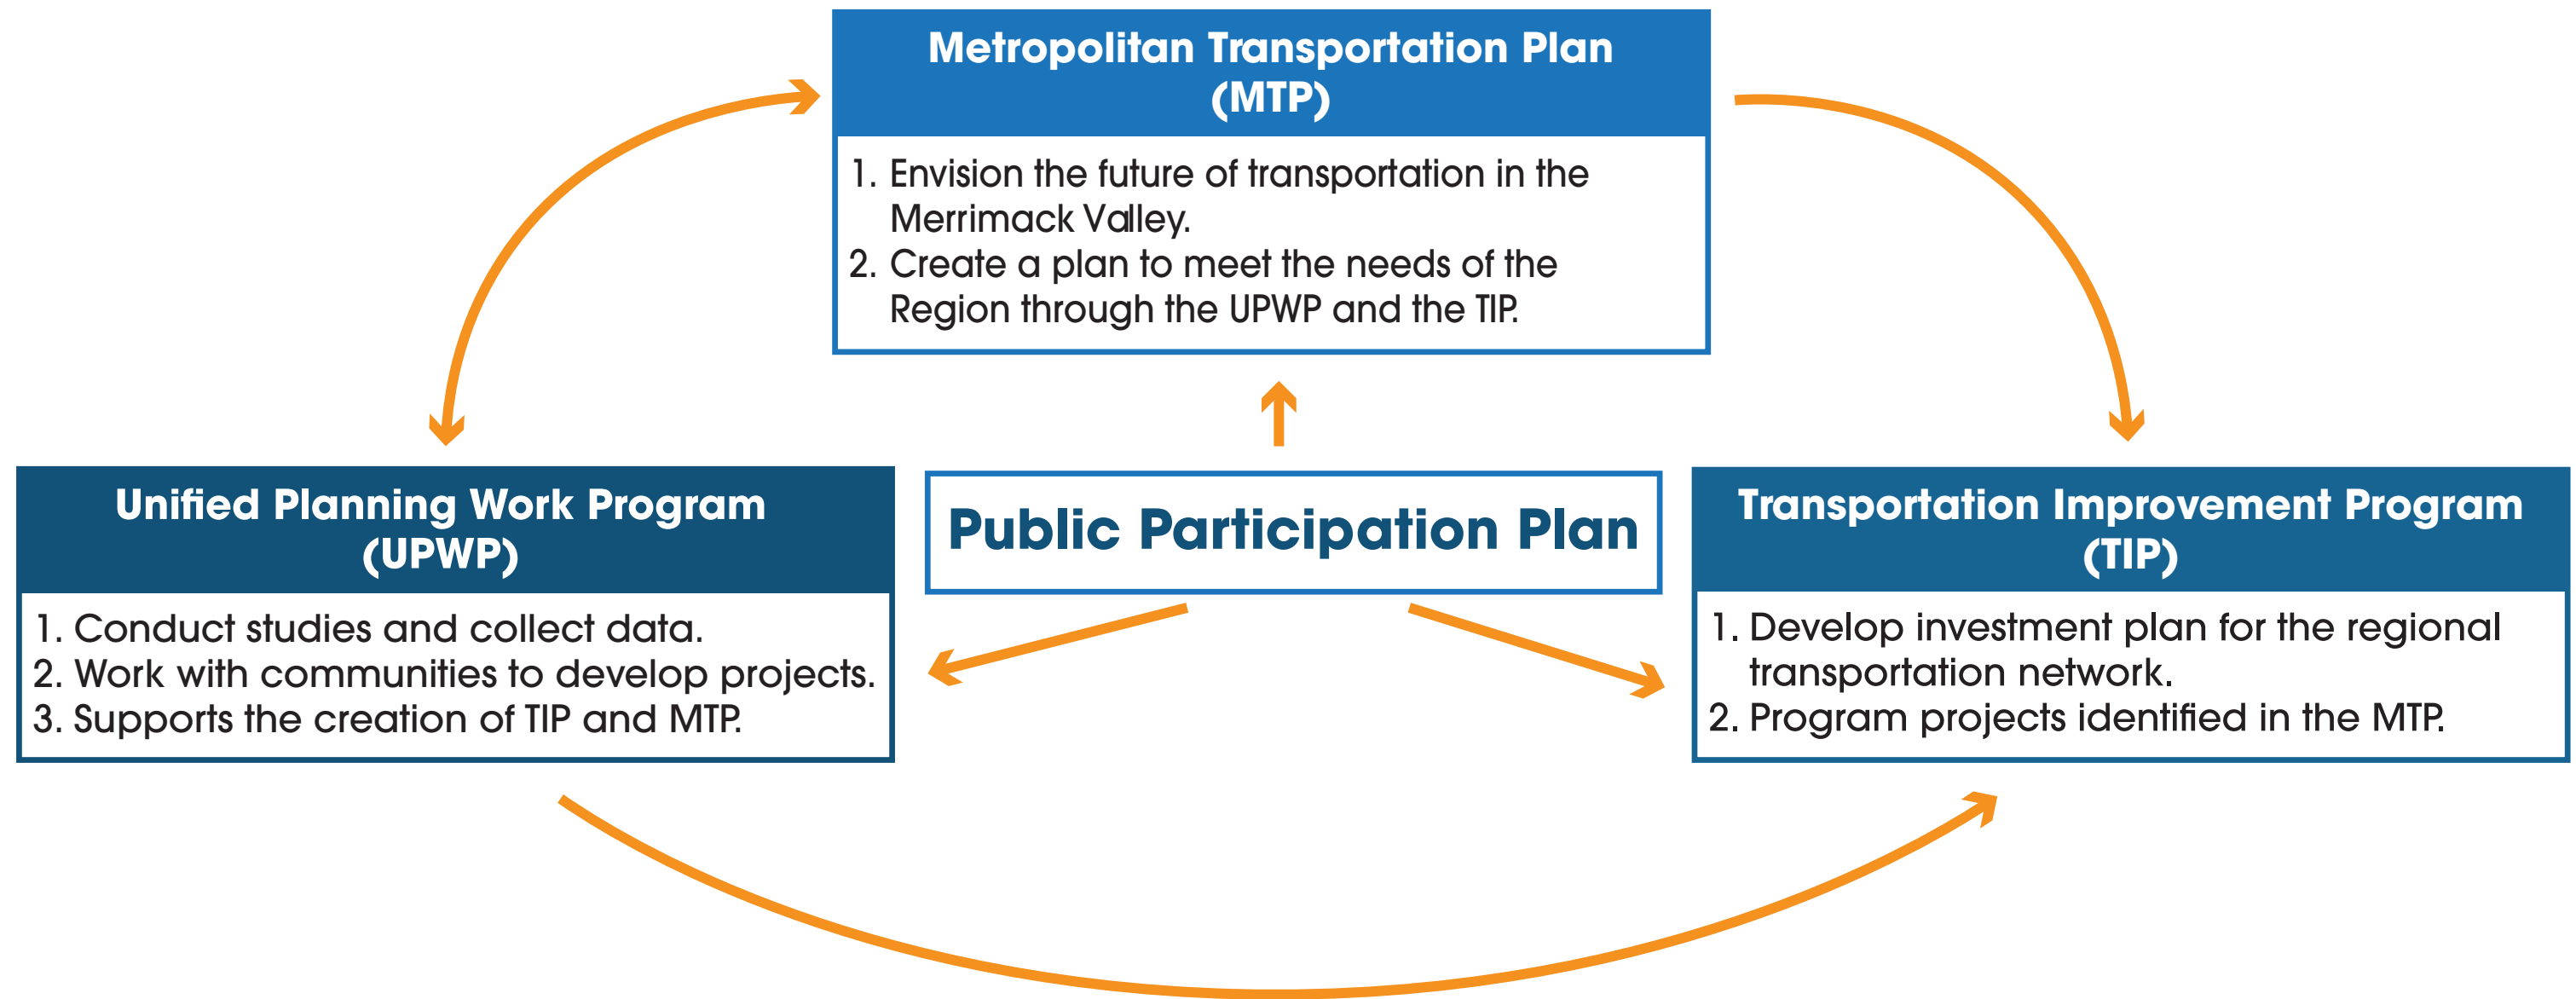 Metropolitan Transportation Plan
(MTP)
1. Envision the future of transportation in the
Merrimack Valley.
2. Create a plan to meet the needs of the
Region through the UPWP and the TIP.
Unified Planning Work Program
(UPWP)
1. Conduct studies and collect data.
2. Work with communities to develop projects.
3. Supports the creation of TIP and MTP.
Public Participation Plan
Transportation Improvement Program
(TIP)
1. Develop investment plan for the regional
transportation network.
2. Program projects identified in the MTP.